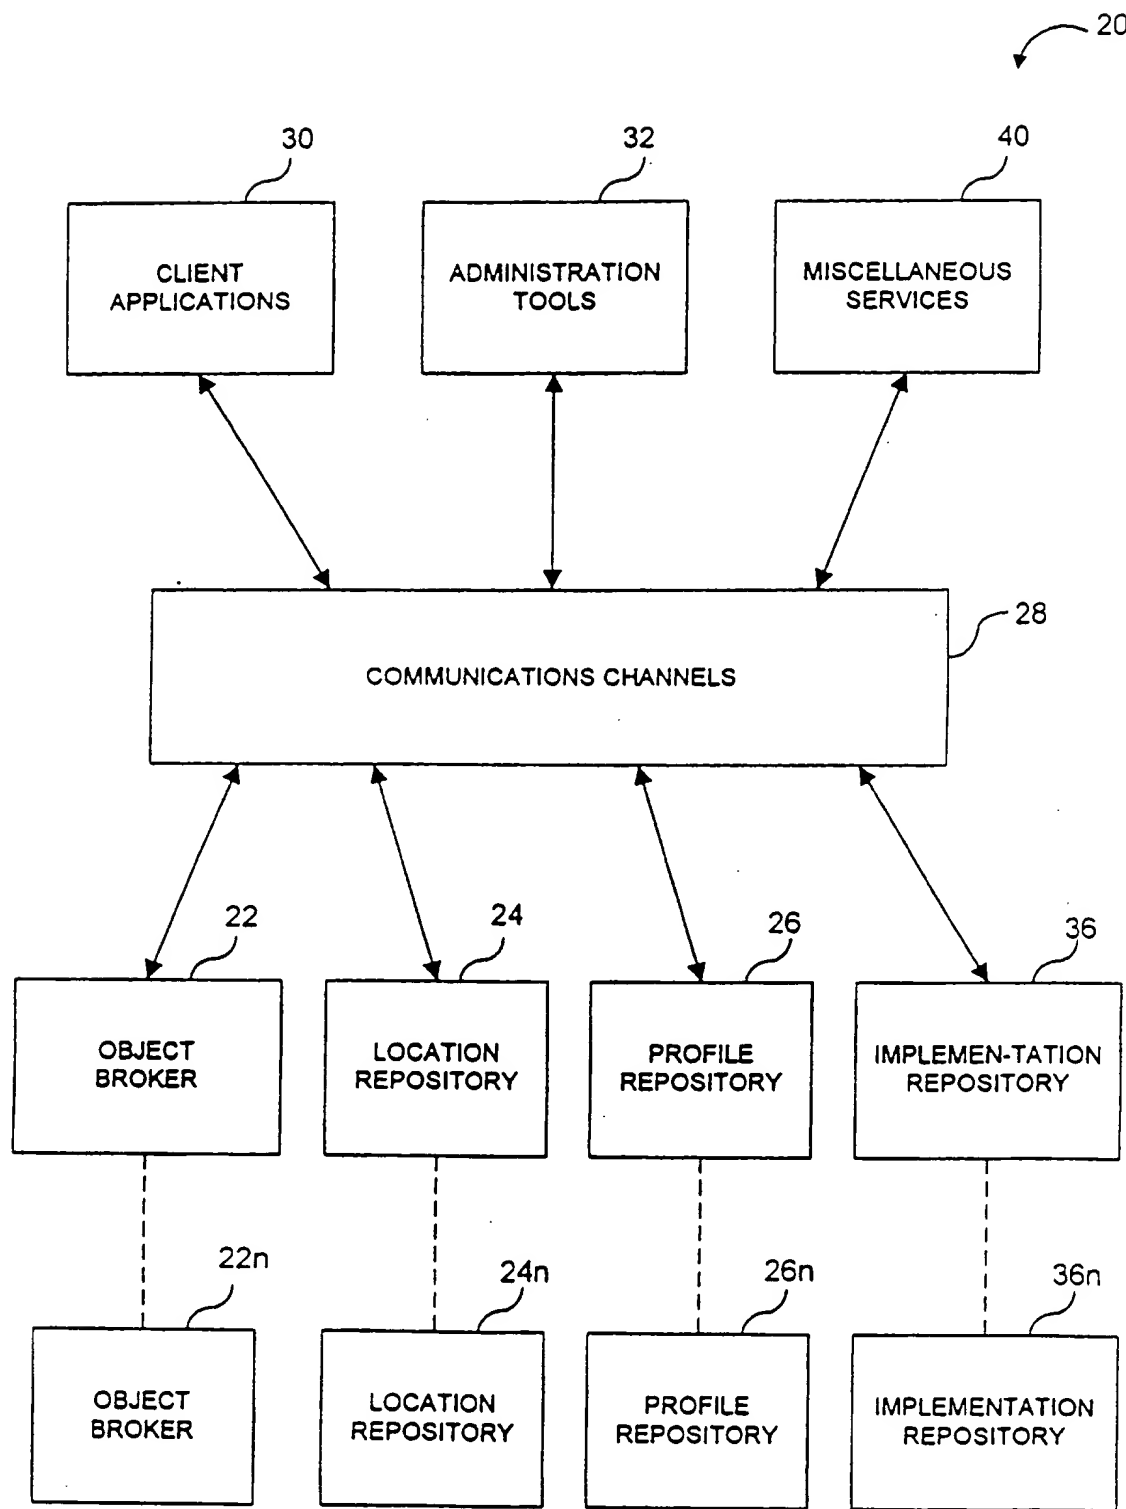 20
30
32
40
CLIENT
APPLICATIONS
ADMINISTRATION
TOOLS
MISCELLANEOUS
SERVICES
28
COMMUNICATIONS CHANNELS
22
24
26
36
OBJECT
BROKER
LOCATION
REPOSITORY
PROFILE
REPOSITORY
IMPLEMEN-TATION
REPOSITORY
22n
24n
26n
36n
OBJECT
BROKER
LOCATION
REPOSITORY
PROFILE
REPOSITORY
IMPLEMENTATION
REPOSITORY